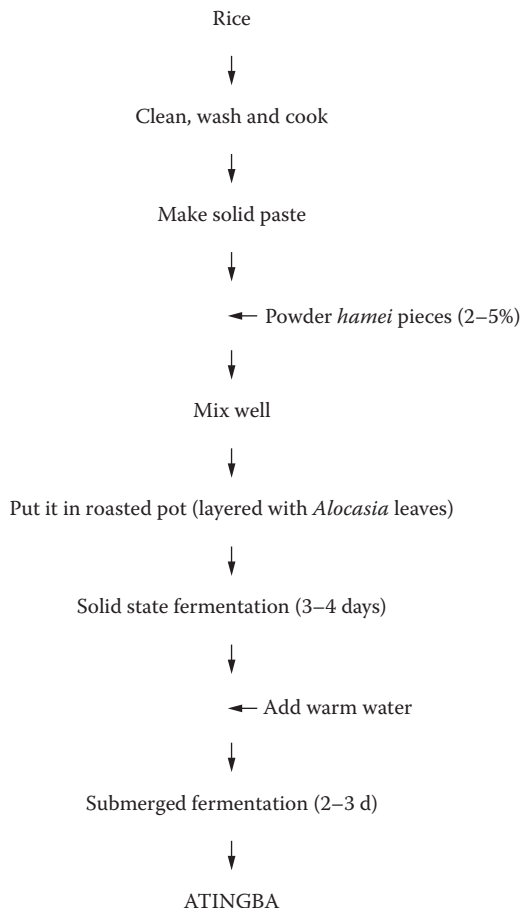 Rice
Clean, wash and cook
Make solid paste
Powder hamei pieces (2–5%)
Mix well
Put it in roasted pot (layered with Alocasia leaves)
Solid state fermentation (3–4 days)
Add warm water
Submerged fermentation (2–3 d)
ATINGBA